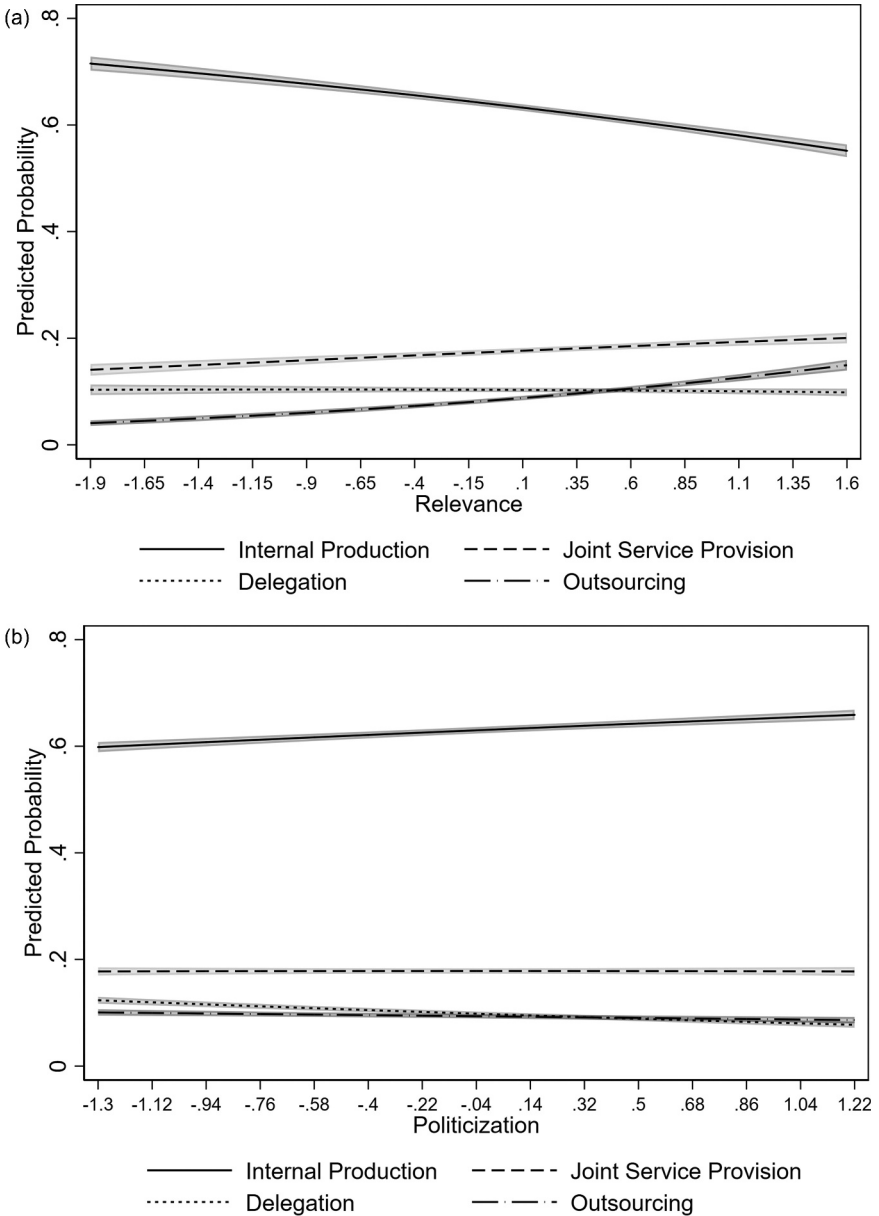 (a)
.8
.6
.4
.2
0
Predicted Probability
-1.9 -1.65 -1.4 -1.15 -.9 -.65 -.4 -.15 .1 .35 .6 .85 1.1 1.35 1.6
Relevance
Internal Production Joint Service Provision
Delegation Outsourcing
(b)
.8
.6
.4
.2
0
Predicted Probability
-1.3 -1.12 -.94 -.76 -.58 -.4 -.22 -.04 .14 .32 .5 .68 .86 1.04 1.22
Politicization
Internal Production Joint Service Provision
Delegation Outsourcing